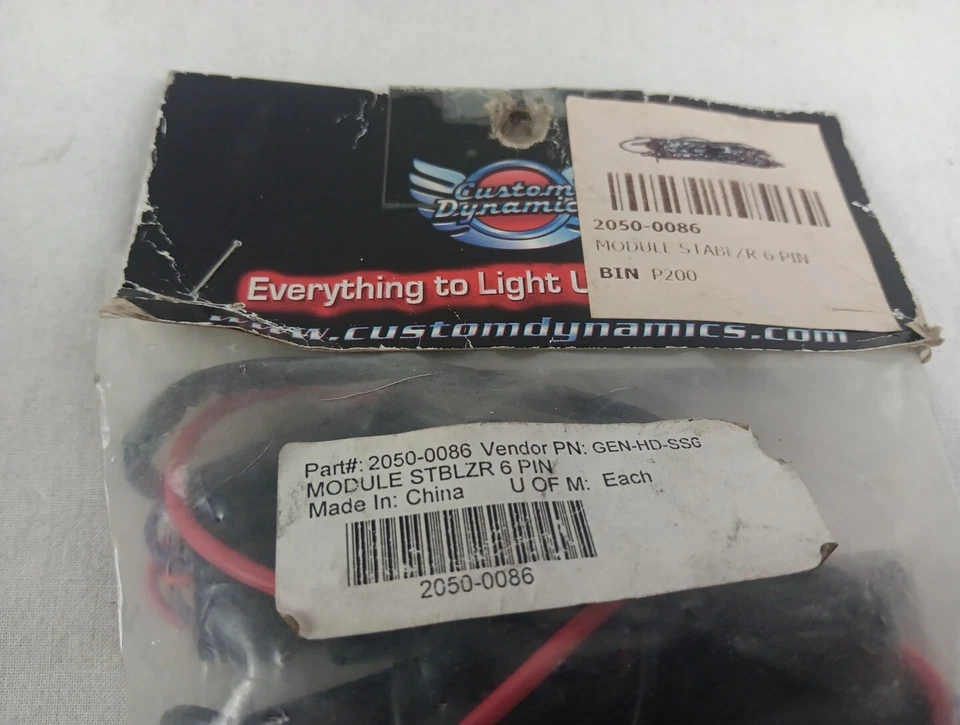 Custom
Dynamic
Everything to Light U
www.customdynamics.com
2050-0086
MODULE STABLZR 6 PIN
BIN P200
Part#: 2050-0086 Vendor PN: GEN-HD-SS6
MODULE STBLZR 6 PIN
Made In: China U OF M: Each
2050-0086